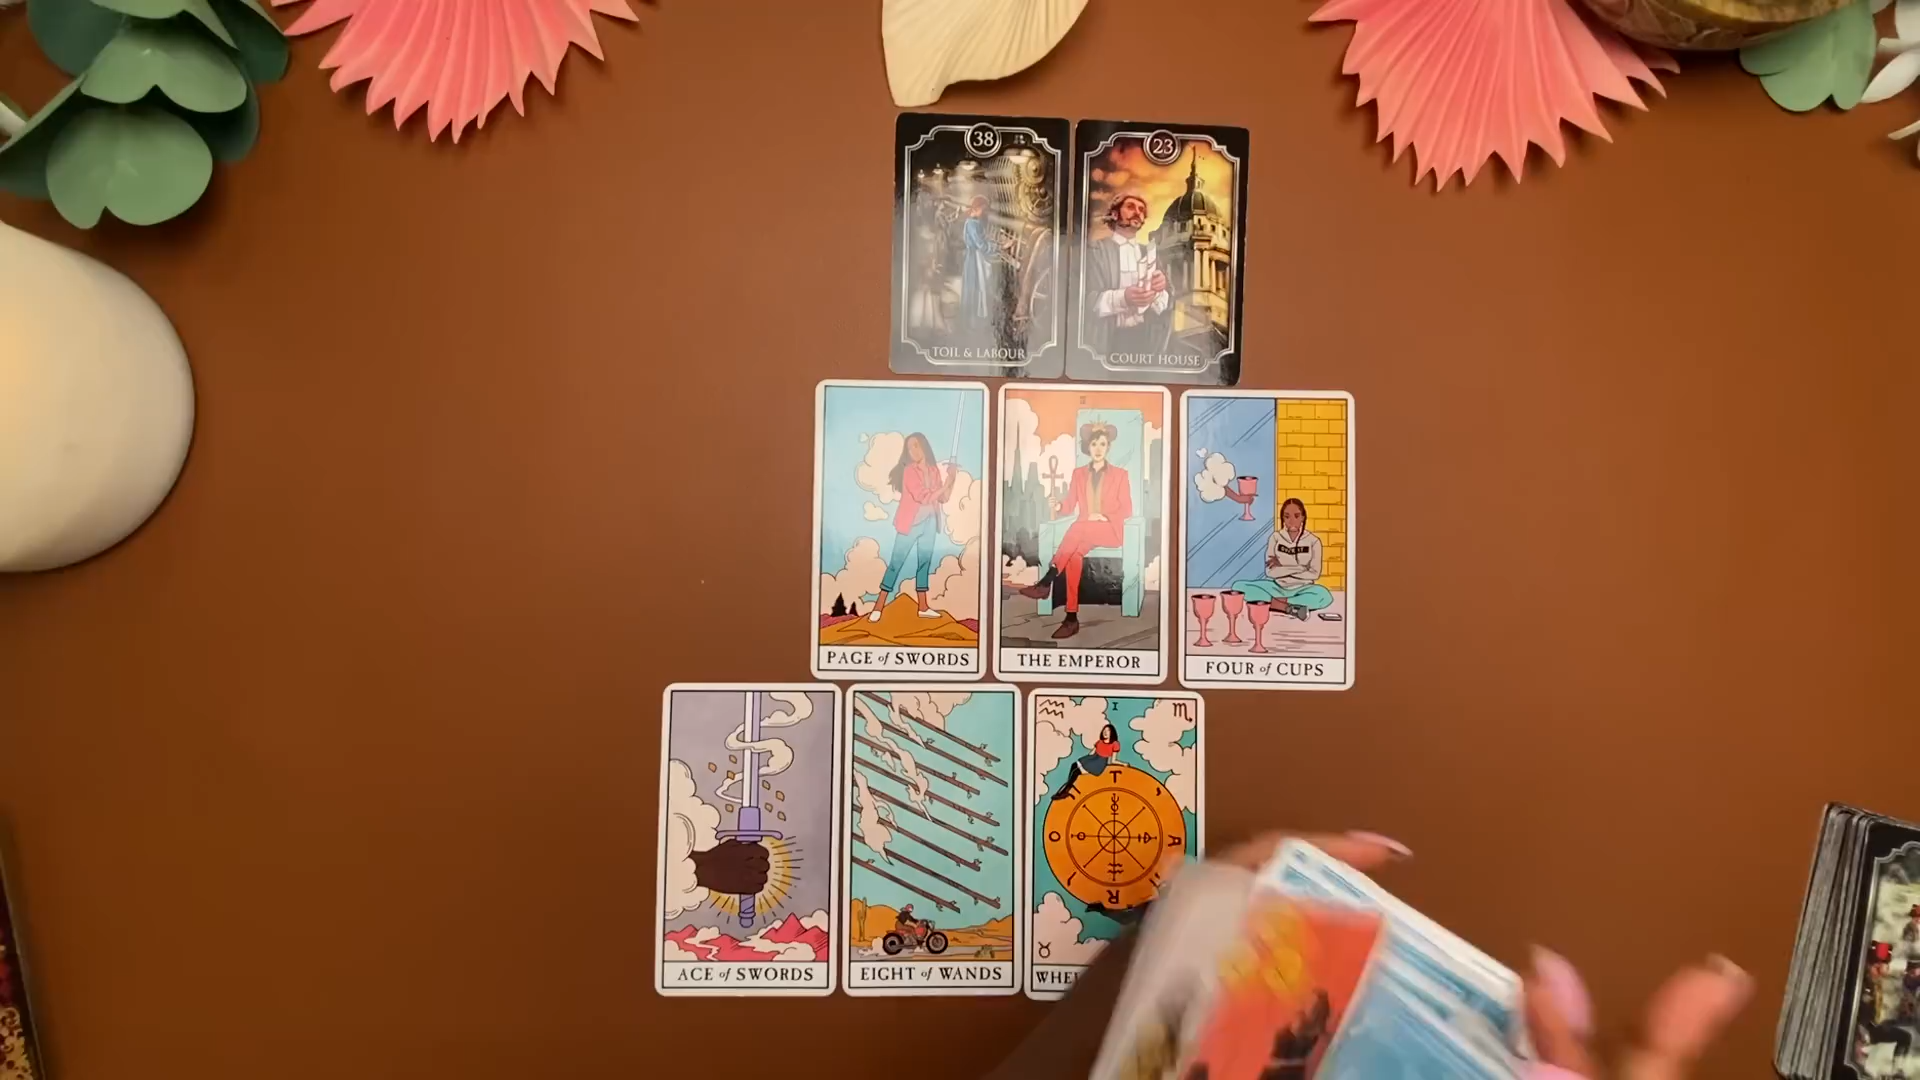 38
23
TOIL & LABOUR
COURT HOUSE
PAGE of SWORDS
THE EMPEROR
FOUR of CUPS
I
T
A
R
O
ACE of SWORDS
EIGHT of WANDS